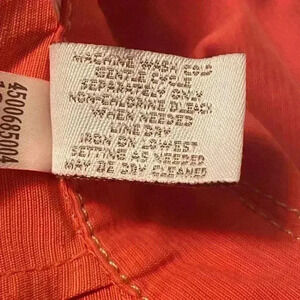 MACHINE WASH COLD
GENTLE CYCLE
SEPARATELY ONLY
NON-CHLORINE BLEACH
WHEN NEEDED
LINE DRY
IRON ON LOWEST
SETTING AS NEEDED
MAY BE DRY CLEANED
4509685004